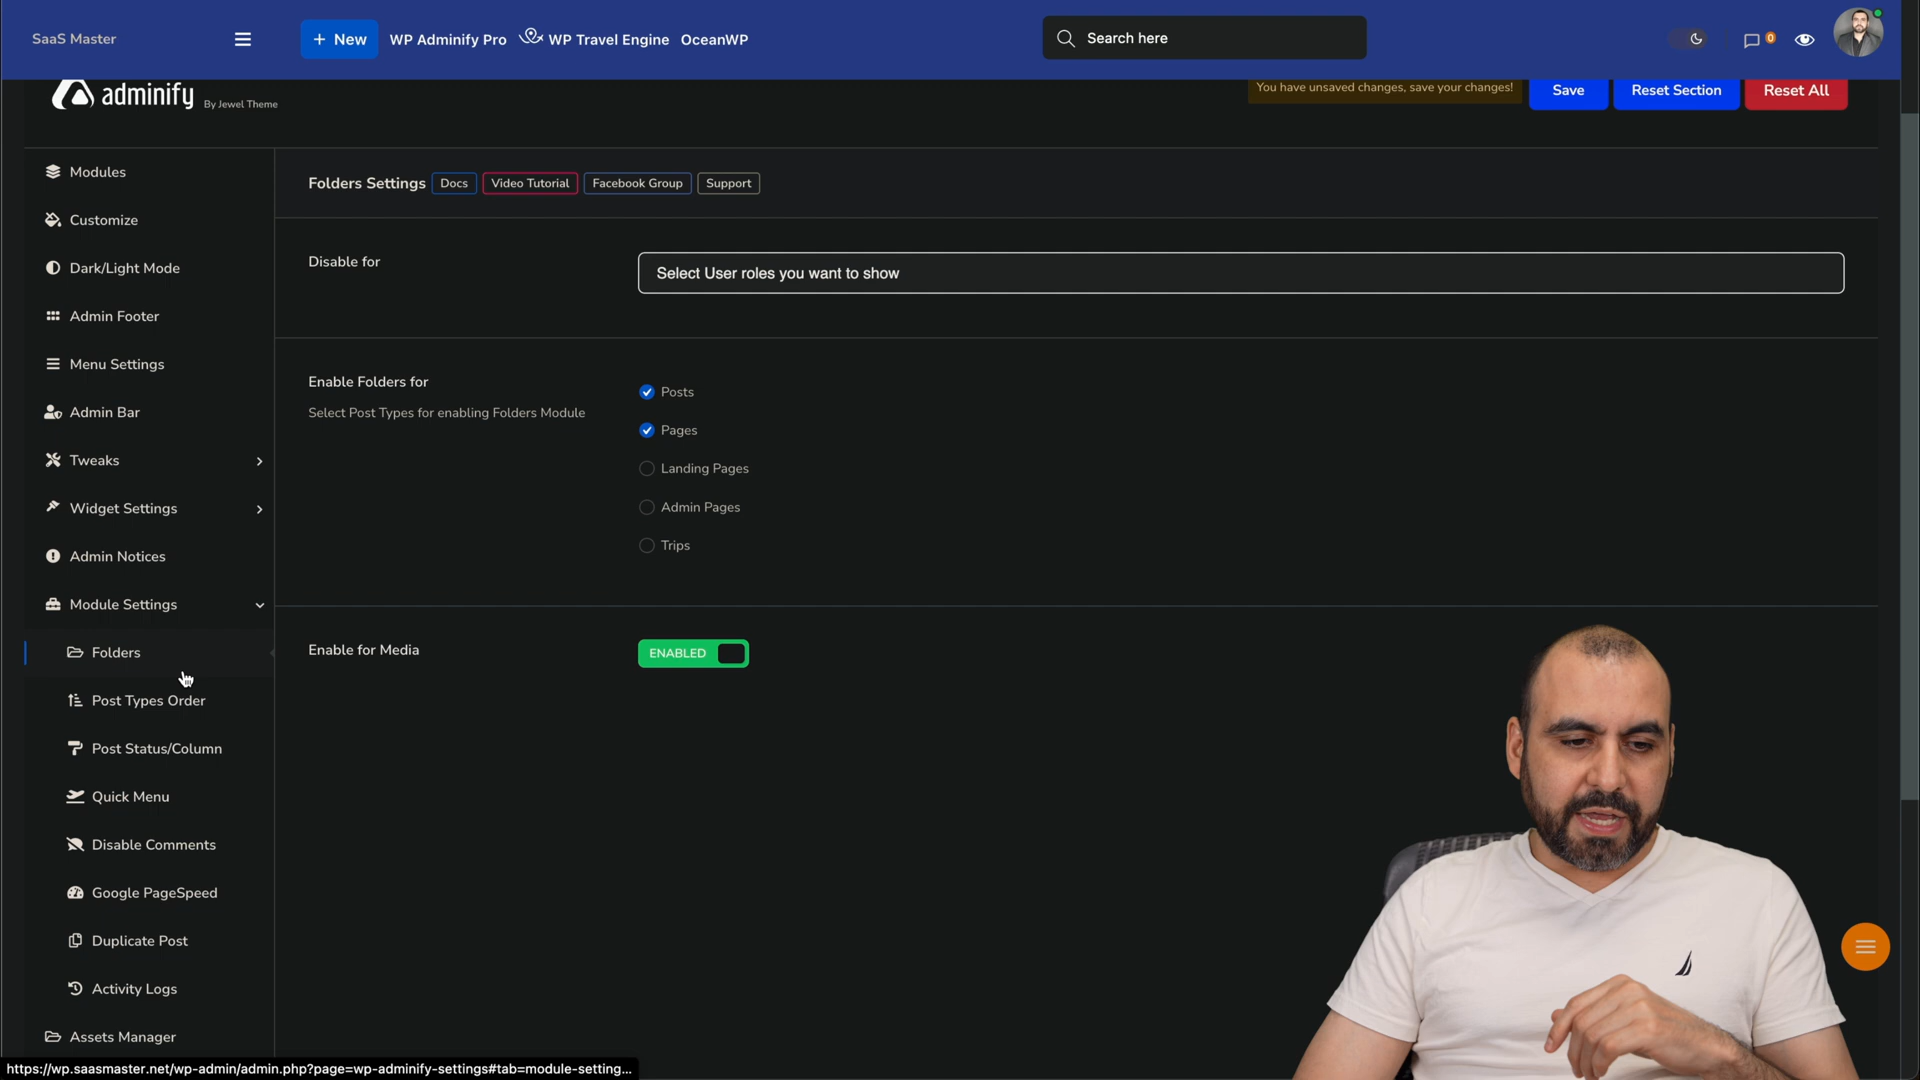 SaaS Master
+ New
WP Adminify Pro
WP Travel Engine
OceanWP
Search here
0
adminify
By Jewel Theme
You have unsaved changes, save your changes!
Save
Reset Section
Reset All
Modules
Customize
Dark/Light Mode
Admin Footer
Menu Settings
Admin Bar
Tweaks
Widget Settings
Admin Notices
Module Settings
Folders
Post Types Order
Post Status/Column
Quick Menu
Disable Comments
Google PageSpeed
Duplicate Post
Activity Logs
Assets Manager
Folders Settings
Docs
Video Tutorial
Facebook Group
Support
Disable for
Select User roles you want to show
Enable Folders for
Select Post Types for enabling Folders Module
Posts
Pages
Landing Pages
Admin Pages
Trips
Enable for Media
ENABLED
https://wp.saasmaster.net/wp-admin/admin.php?page=wp-adminify-settings#tab=module-setting...